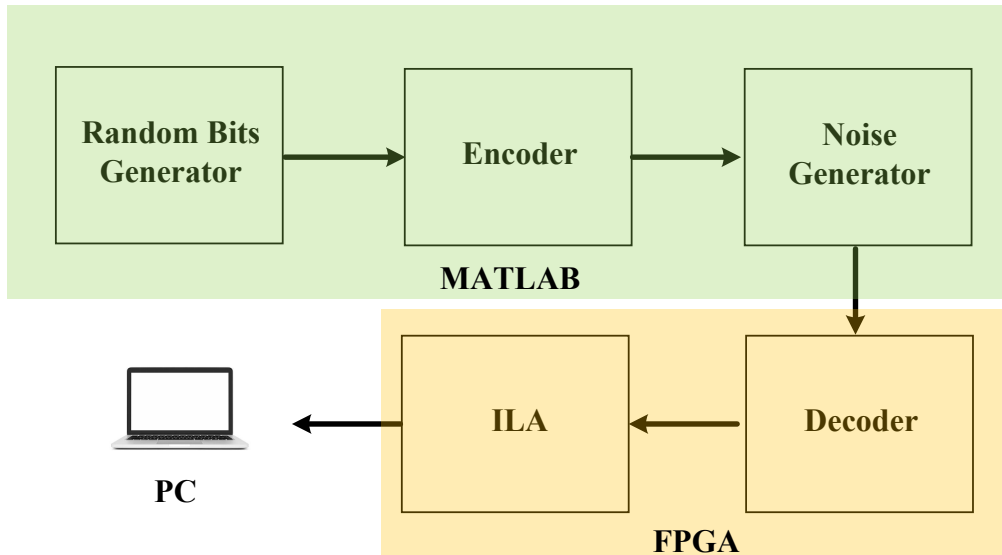 Random Bits
Generator
Encoder
Noise
Generator
MATLAB
ILA
Decoder
PC
FPGA